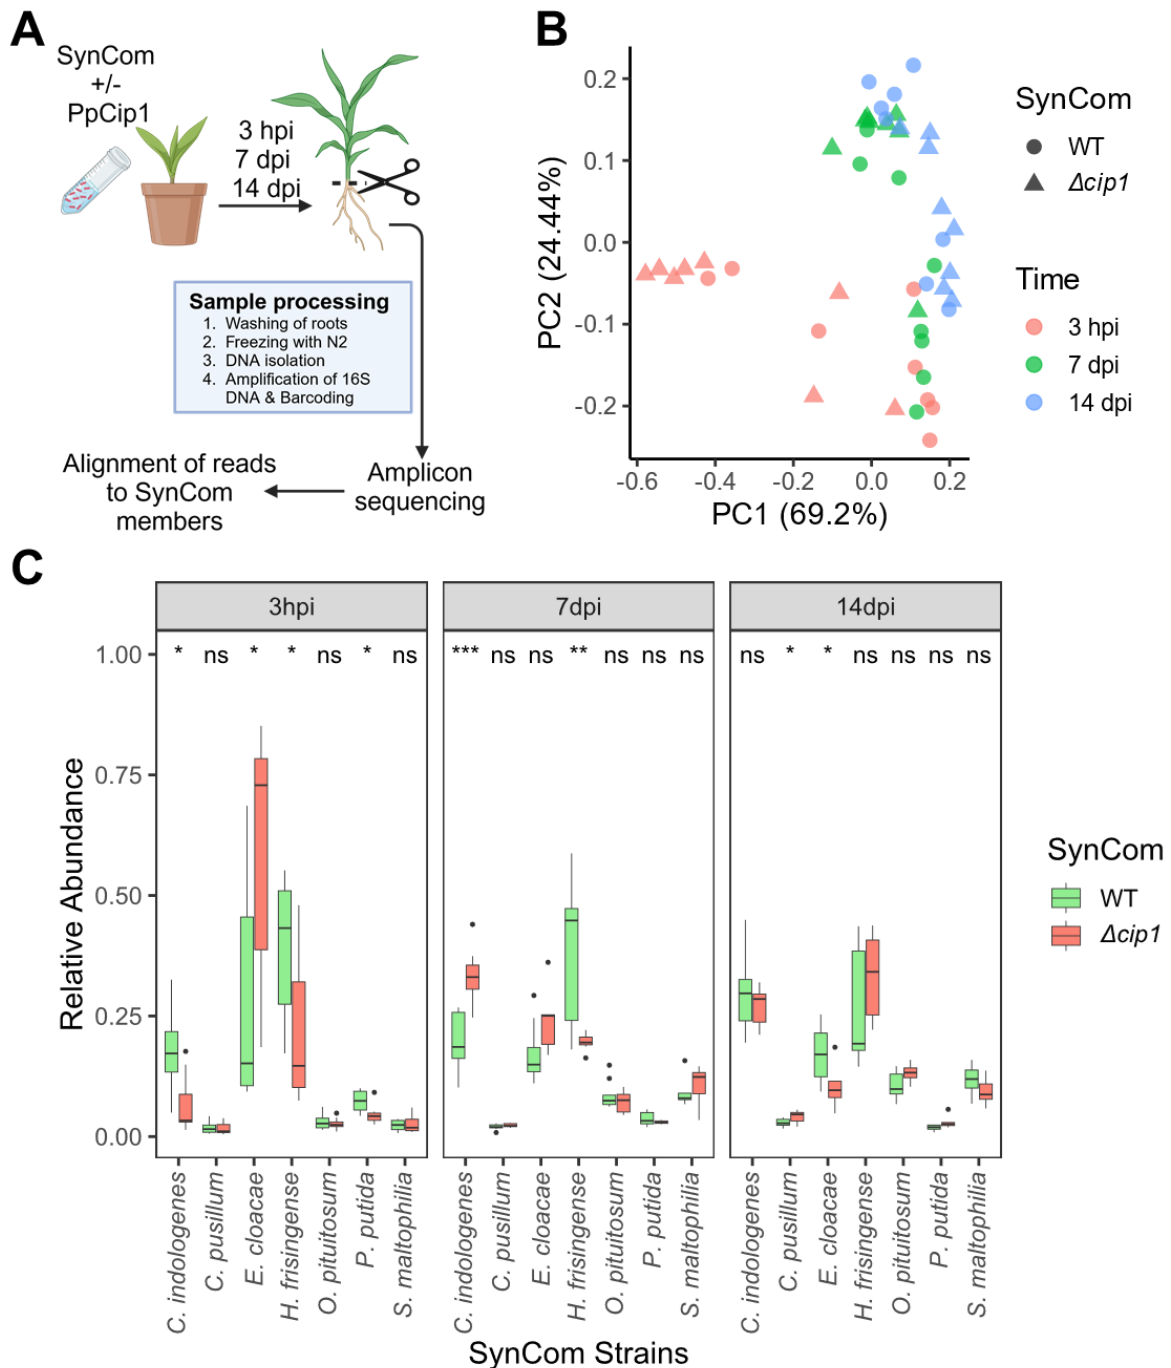 A
SynCom
+/-
PpCip1
3 hpi
7 dpi
14 dpi
Sample processing
1. Washing of roots
2. Freezing with N2
3. DNA isolation
4. Amplification of 16S
DNA & Barcoding
Amplicon
sequencing
Alignment of reads
to SynCom
members
B
PC2 (24.44%)
0.2
0.1
0.0
-0.1
-0.2
-0.6 -0.4 -0.2 0.0 0.2
PC1 (69.2%)
SynCom
WT
Δcip1
Time
3 hpi
7 dpi
14 dpi
C
3hpi 7dpi 14dpi
* ns * * ns * ns
*** ns ns ** ns ns ns
ns * * ns ns ns ns
Relative Abundance
1.00
0.75
0.50
0.25
0.00
C. indologenes
C. pusillum
E. cloacae
H. frisingense
O. pituitosum
P. putida
S. maltophilia
C. indologenes
C. pusillum
E. cloacae
H. frisingense
O. pituitosum
P. putida
S. maltophilia
C. indologenes
C. pusillum
E. cloacae
H. frisingense
O. pituitosum
P. putida
S. maltophilia
SynCom Strains
SynCom
WT
Δcip1